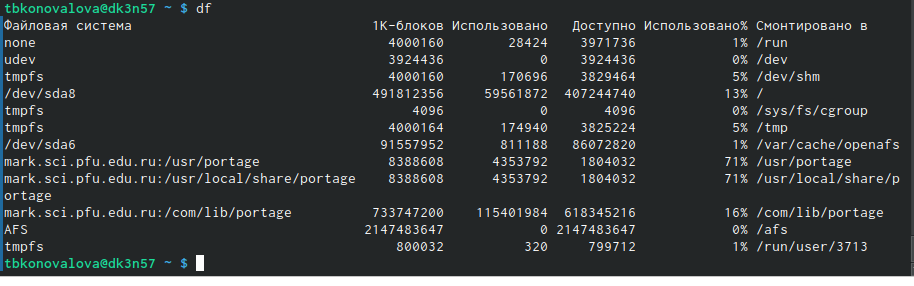 tbkonovalova@dk3n57 ~ $ df
Файловая система 1K-блоков Использовано Доступно Использовано% Смонтировано в
none 4000160 28424 3971736 1% /run
udev 3924436 0 3924436 0% /dev
tmpfs 4000160 170696 3829464 5% /dev/shm
/dev/sda8 491812356 59561872 407244740 13% /
tmpfs 4096 0 4096 0% /sys/fs/cgroup
tmpfs 4000164 174940 3825224 5% /tmp
/dev/sda6 91557952 811188 86072820 1% /var/cache/openafs
mark.sci.pfu.edu.ru:/usr/portage 8388608 4353792 1804032 71% /usr/portage
mark.sci.pfu.edu.ru:/usr/local/share/portage 8388608 4353792 1804032 71% /usr/local/share/p
ortage
mark.sci.pfu.edu.ru:/com/lib/portage 733747200 115401984 618345216 16% /com/lib/portage
AFS 2147483647 0 2147483647 0% /afs
tmpfs 800032 320 799712 1% /run/user/3713
tbkonovalova@dk3n57 ~ $